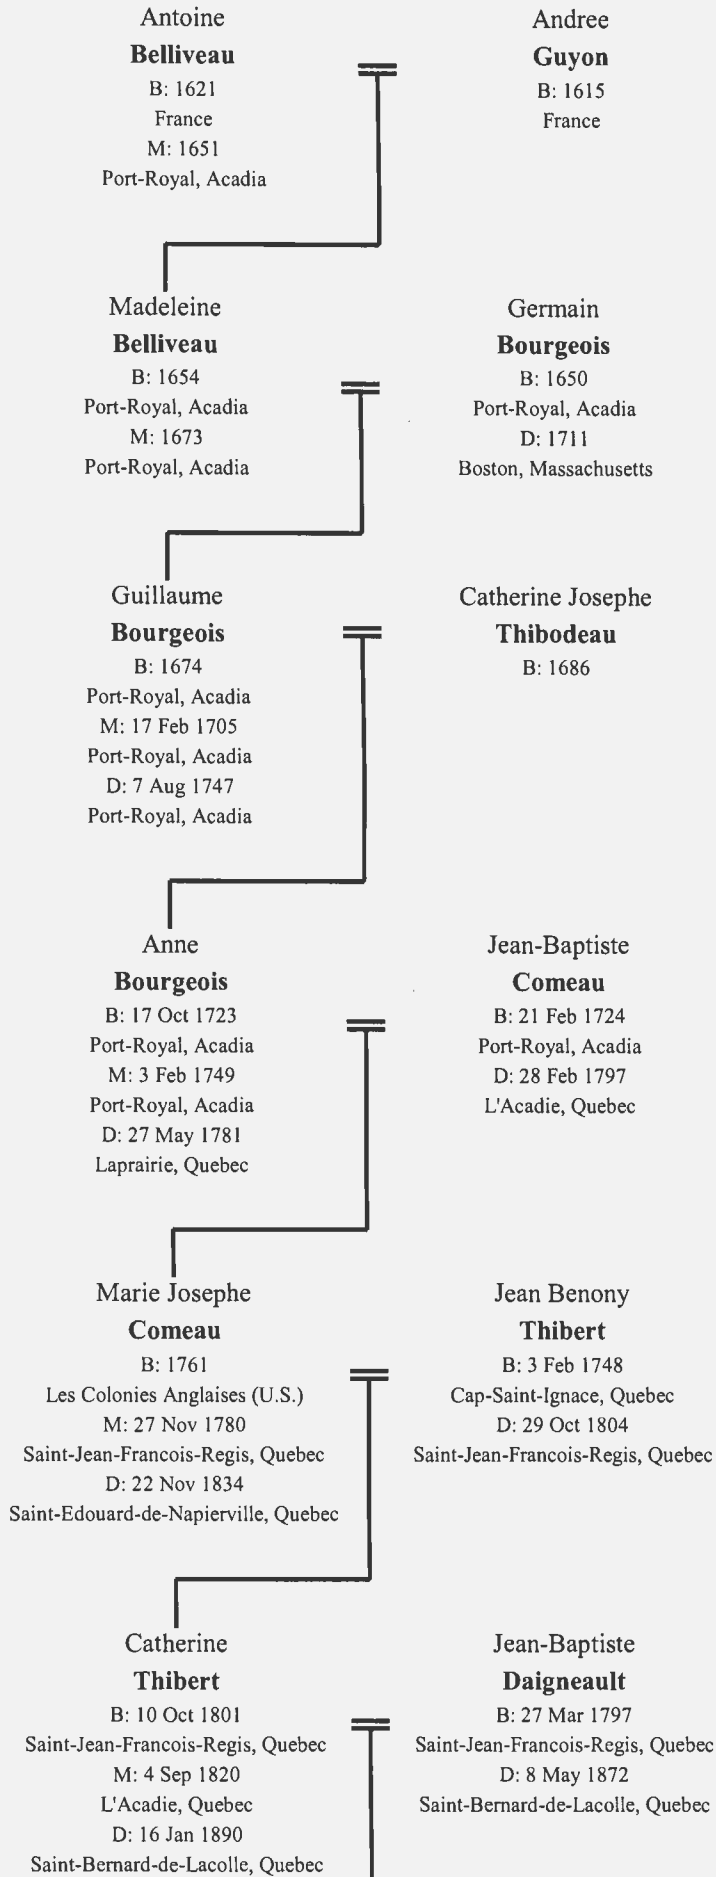 Antoine
Belliveau
B: 1621
France
M: 1651
Port-Royal, Acadia
Andree
Guyon
B: 1615
France
Madeleine
Belliveau
B: 1654
Port-Royal, Acadia
M: 1673
Port-Royal, Acadia
Germain
Bourgeois
B: 1650
Port-Royal, Acadia
D: 1711
Boston, Massachusetts
Guillaume
Bourgeois
B: 1674
Port-Royal, Acadia
M: 17 Feb 1705
Port-Royal, Acadia
D: 7 Aug 1747
Port-Royal, Acadia
Catherine Josephe
Thibodeau
B: 1686
Anne
Bourgeois
B: 17 Oct 1723
Port-Royal, Acadia
M: 3 Feb 1749
Port-Royal, Acadia
D: 27 May 1781
Laprairie, Quebec
Jean-Baptiste
Comeau
B: 21 Feb 1724
Port-Royal, Acadia
D: 28 Feb 1797
L'Acadie, Quebec
Marie Josephe
Comeau
B: 1761
Les Colonies Anglaises (U.S.)
M: 27 Nov 1780
Saint-Jean-Francois-Regis, Quebec
D: 22 Nov 1834
Saint-Edouard-de-Napierville, Quebec
Jean Benony
Thibert
B: 3 Feb 1748
Cap-Saint-Ignace, Quebec
D: 29 Oct 1804
Saint-Jean-Francois-Regis, Quebec
Catherine
Thibert
B: 10 Oct 1801
Saint-Jean-Francois-Regis, Quebec
M: 4 Sep 1820
L'Acadie, Quebec
D: 16 Jan 1890
Saint-Bernard-de-Lacolle, Quebec
Jean-Baptiste
Daigneault
B: 27 Mar 1797
Saint-Jean-Francois-Regis, Quebec
D: 8 May 1872
Saint-Bernard-de-Lacolle, Quebec